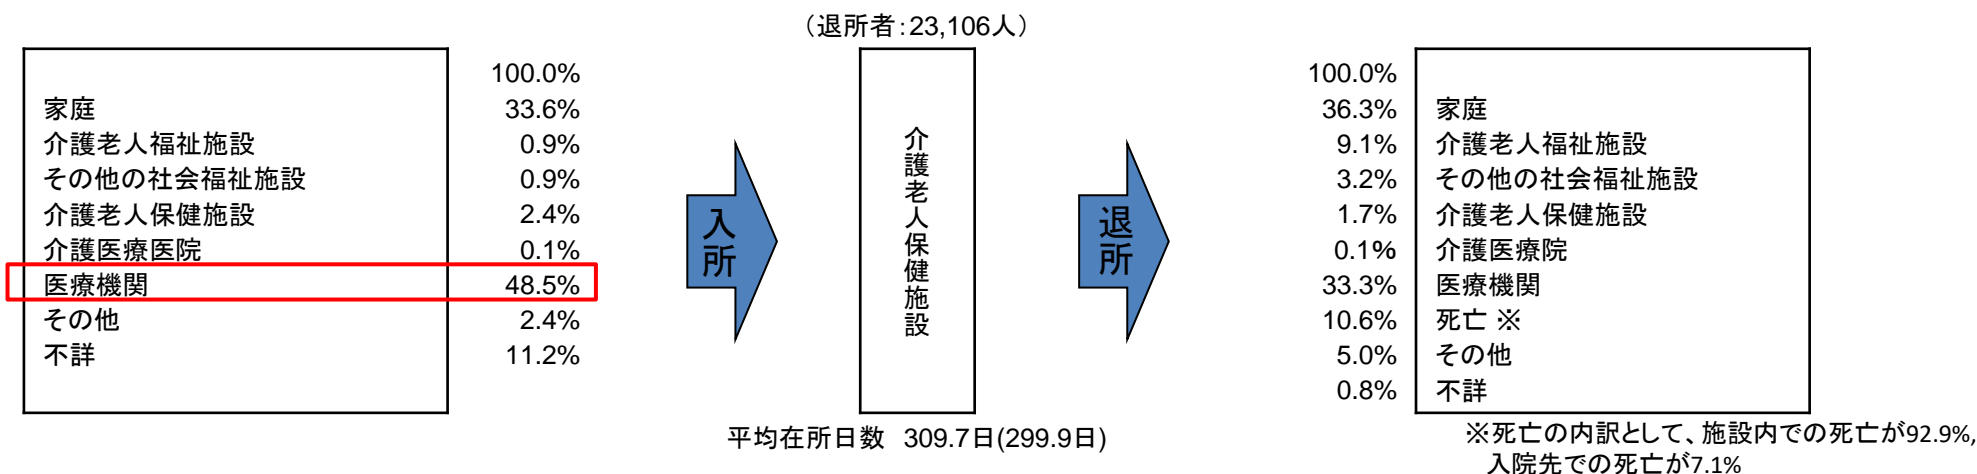 （退所者：23,106人）
100.0%
家庭 33.6%
介護老人福祉施設 0.9%
その他の社会福祉施設 0.9%
介護老人保健施設 2.4%
介護医療医院 0.1%
医療機関 48.5%
その他 2.4%
不詳 11.2%
入所
介護老人保健施設
退所
100.0%
36.3% 家庭
9.1% 介護老人福祉施設
3.2% その他の社会福祉施設
1.7% 介護老人保健施設
0.1% 介護医療院
33.3% 医療機関
10.6% 死亡 ※
5.0% その他
0.8% 不詳
平均在所日数 309.7日(299.9日)
※死亡の内訳として、施設内での死亡が92.9%,
入院先での死亡が7.1%